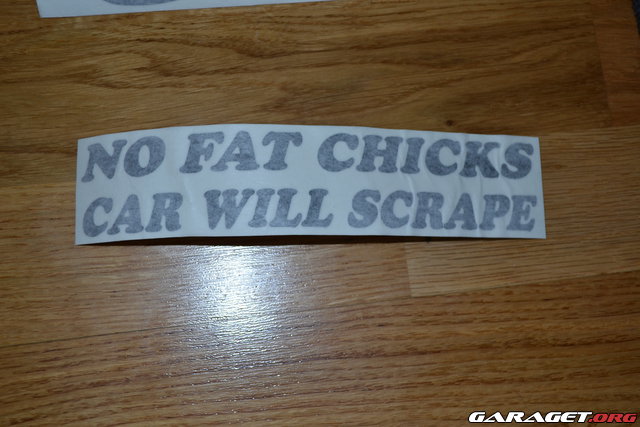 NO FAT CHICKS
CAR WILL SCRAPE
GARAGET.ORG